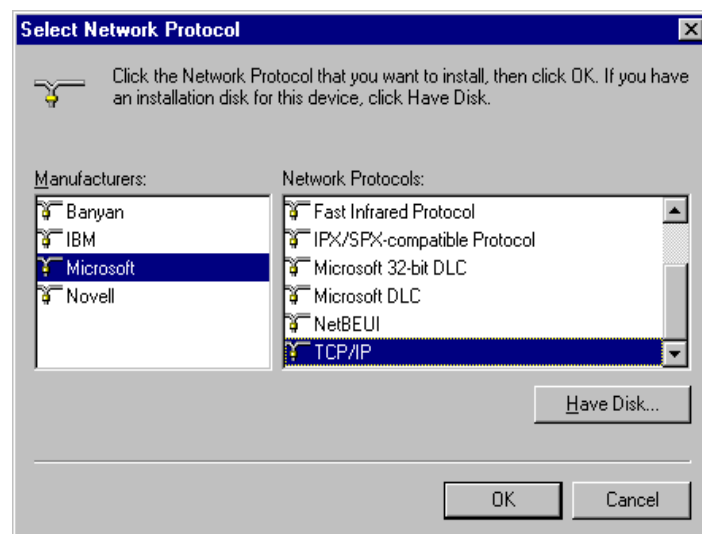 Select Network Protocol
Click the Network Protocol that you want to install, then click OK. If you have
an installation disk for this device, click Have Disk.
Manufacturers:
Banyan
IBM
Microsoft
Novell
Network Protocols:
Fast Infrared Protocol
IPX/SPX-compatible Protocol
Microsoft 32-bit DLC
Microsoft DLC
NetBEUI
TCP/IP
Have Disk...
OK
Cancel